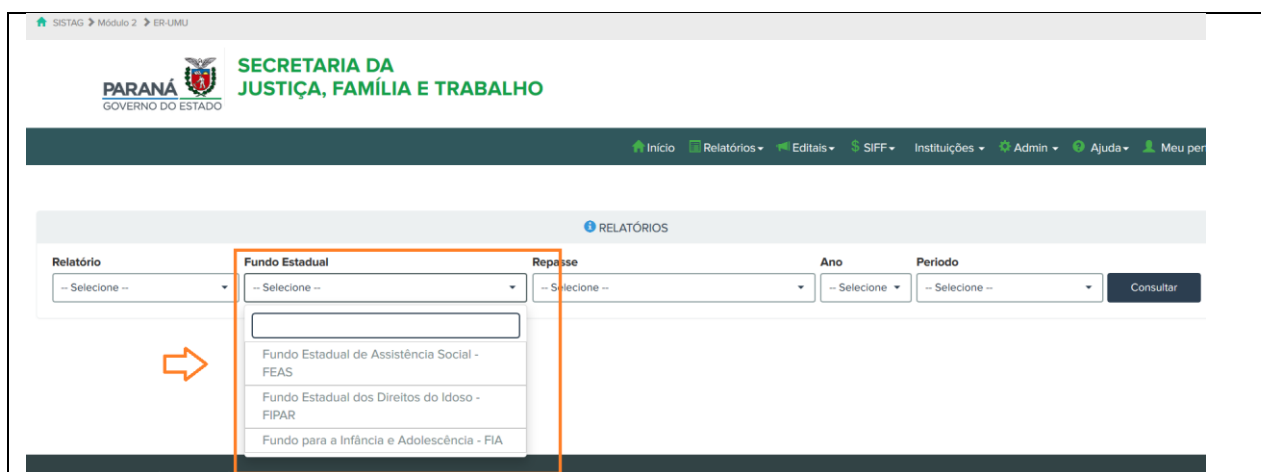 SISTAG > Módulo 2 > ER-UMU
PARANÁ
GOVERNO DO ESTADO
SECRETARIA DA
JUSTIÇA, FAMÍLIA E TRABALHO
Início Relatórios Editais $ SIFF Instituições Admin Ajuda Meu per
RELATÓRIOS
Relatório Fundo Estadual Repasse Ano Periodo
-- Selecione -- -- Selecione -- -- Selecione -- -- Selecione -- Selecione -- Consultar
Fundo Estadual de Assistência Social -
FEAS
Fundo Estadual dos Direitos do Idoso -
FIPAR
Fundo para a Infância e Adolescência - FIA